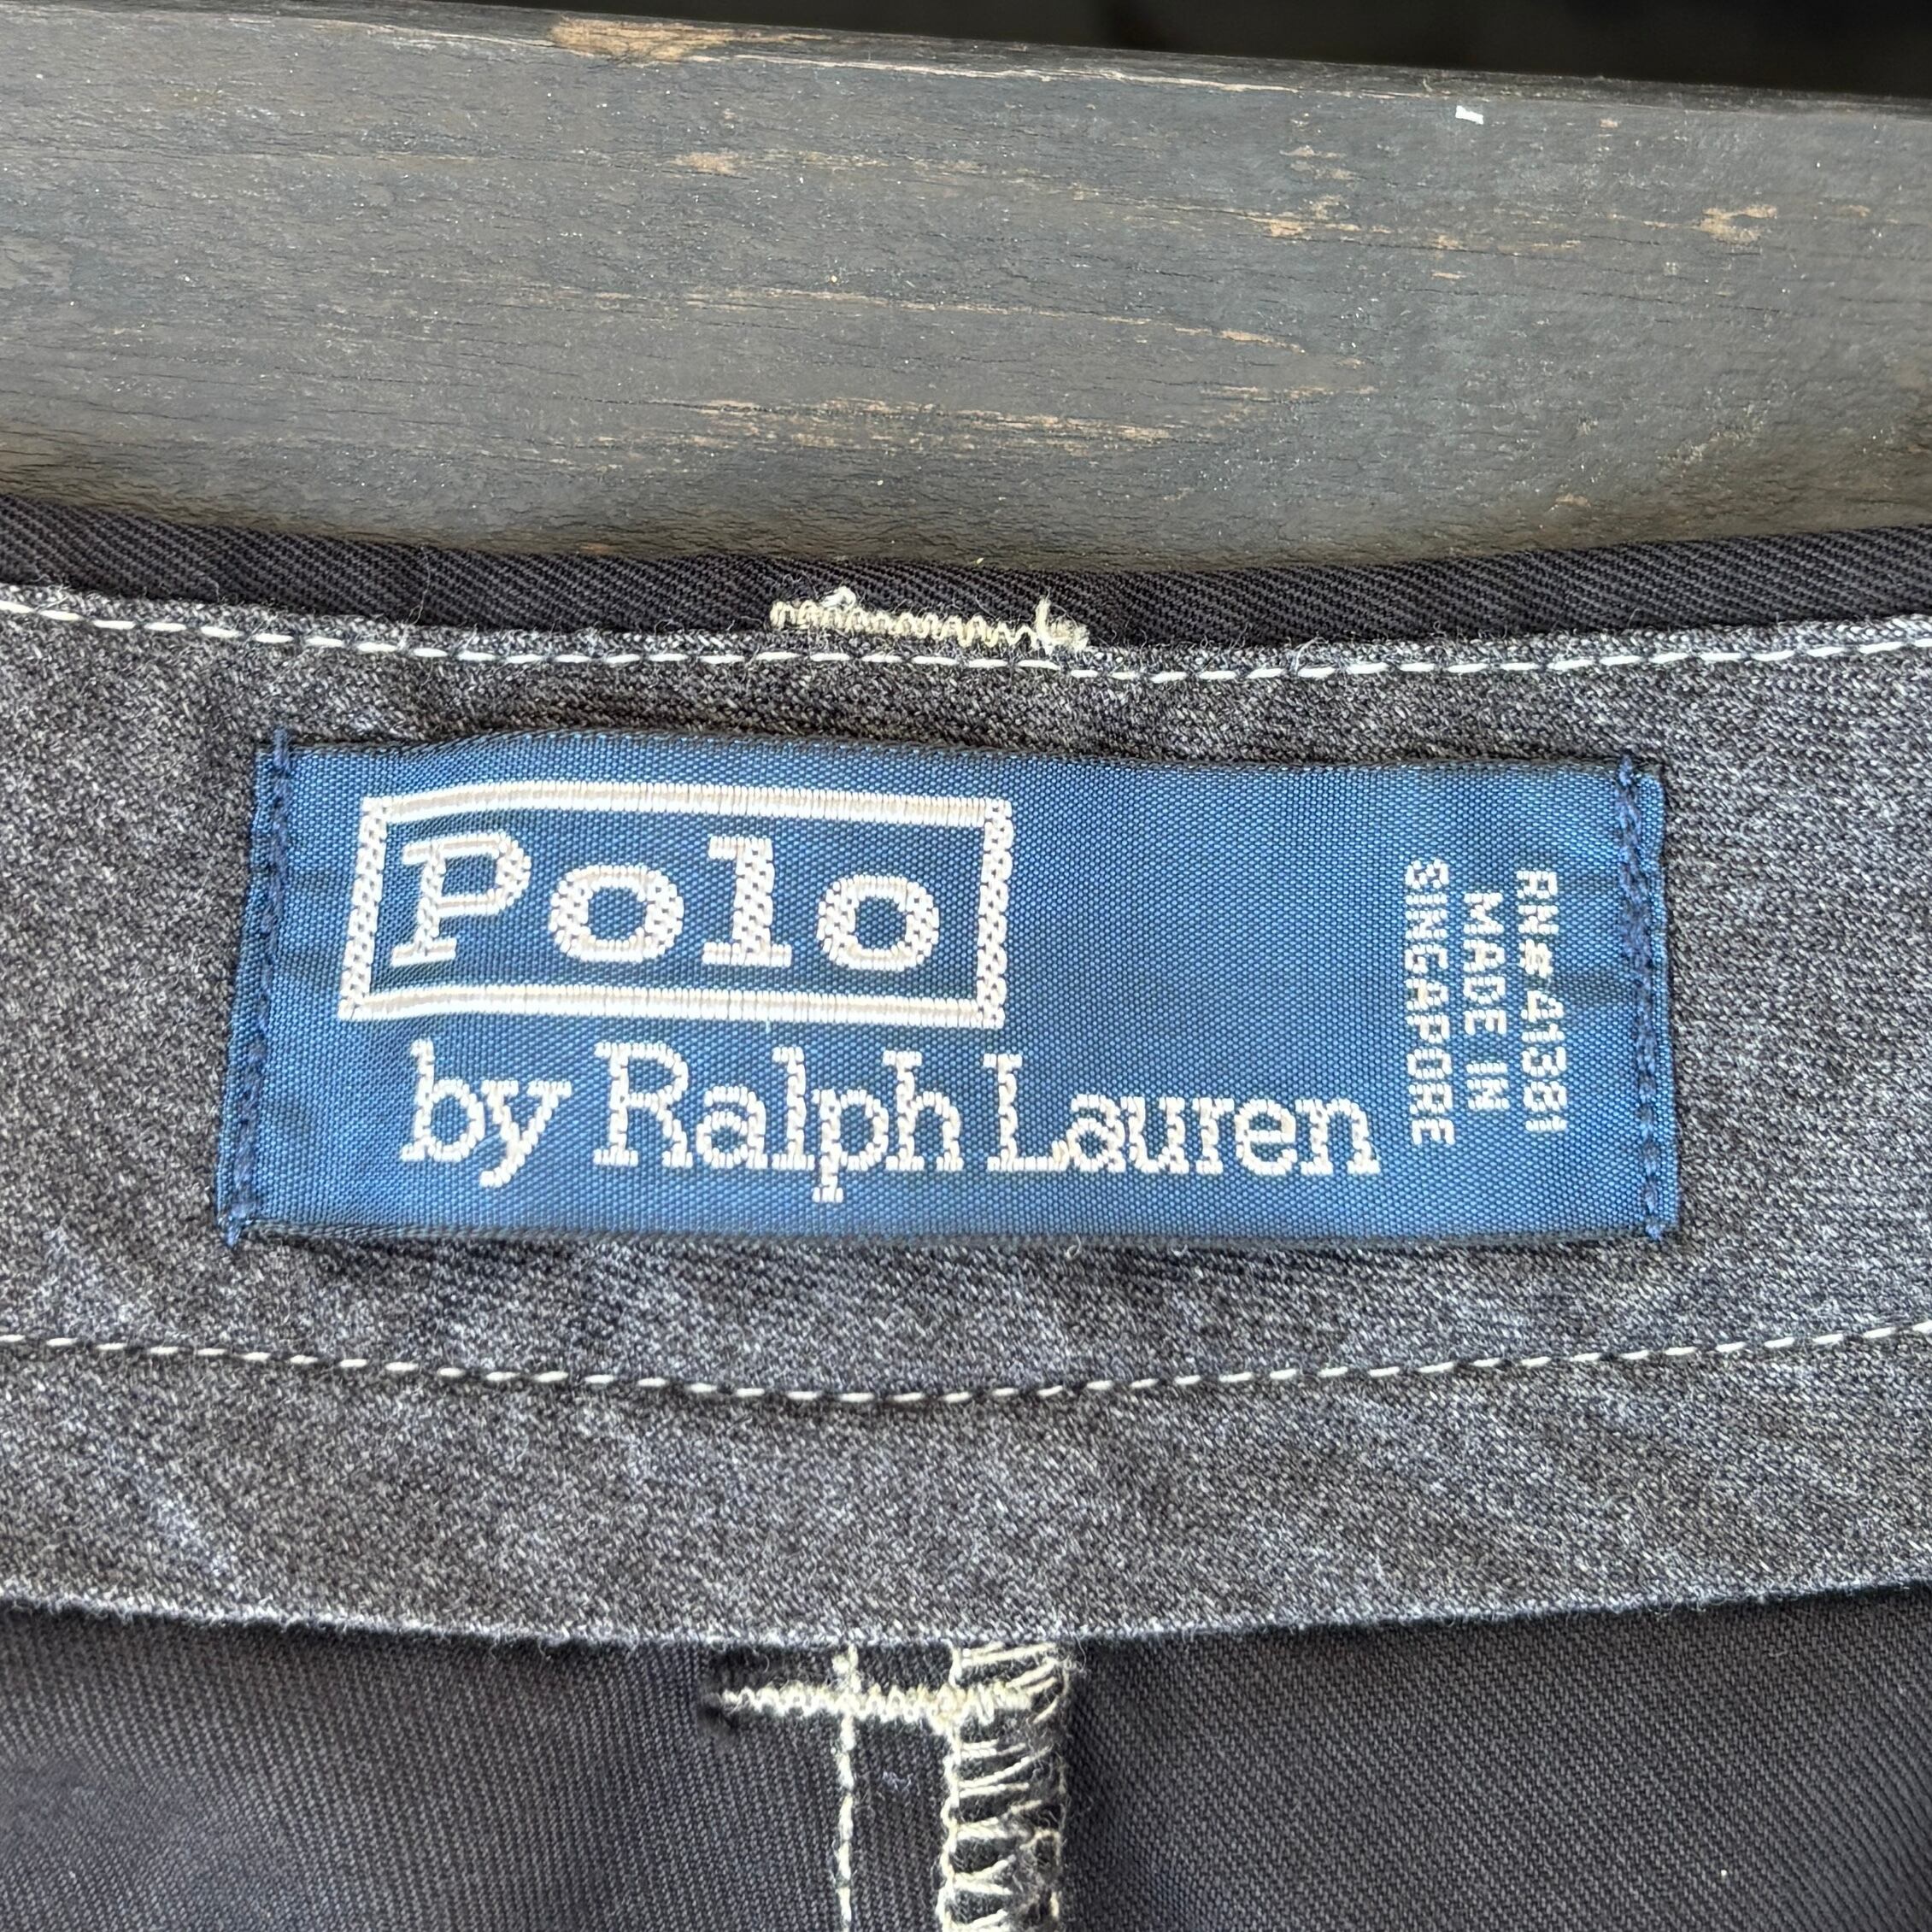 Polo
by Ralph Lauren
RN# 41381
MADE IN
SINGAPORE